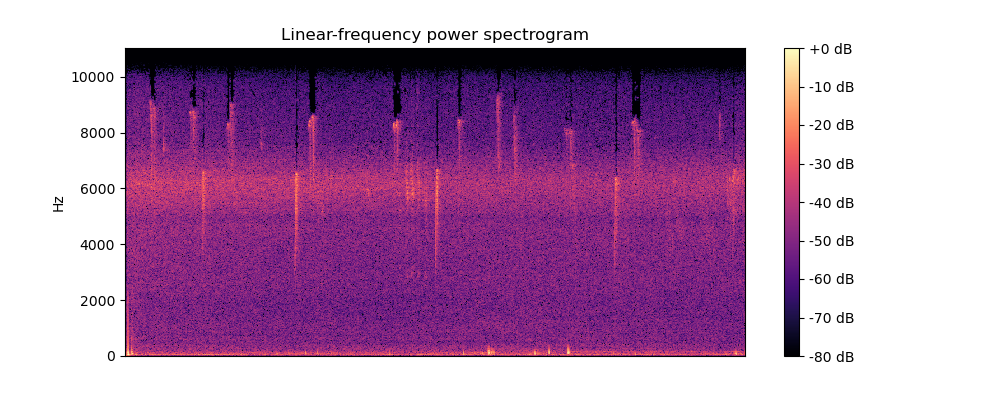 Linear-frequency power spectrogram
Hz
10000
8000
6000
4000
2000
0
+0 dB
-10 dB
-20 dB
-30 dB
-40 dB
-50 dB
-60 dB
-70 dB
-80 dB